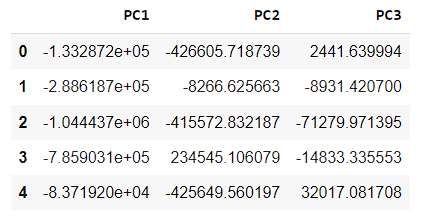 PC1 PC2 PC3
0 -1.332872e+05 -426605.718739 2441.639994
1 -2.886187e+05 -8266.625663 -8931.420700
2 -1.044437e+06 -415572.832187 -71279.971395
3 -7.859031e+05 234545.106079 -14833.335553
4 -8.371920e+04 -425649.560197 32017.081708